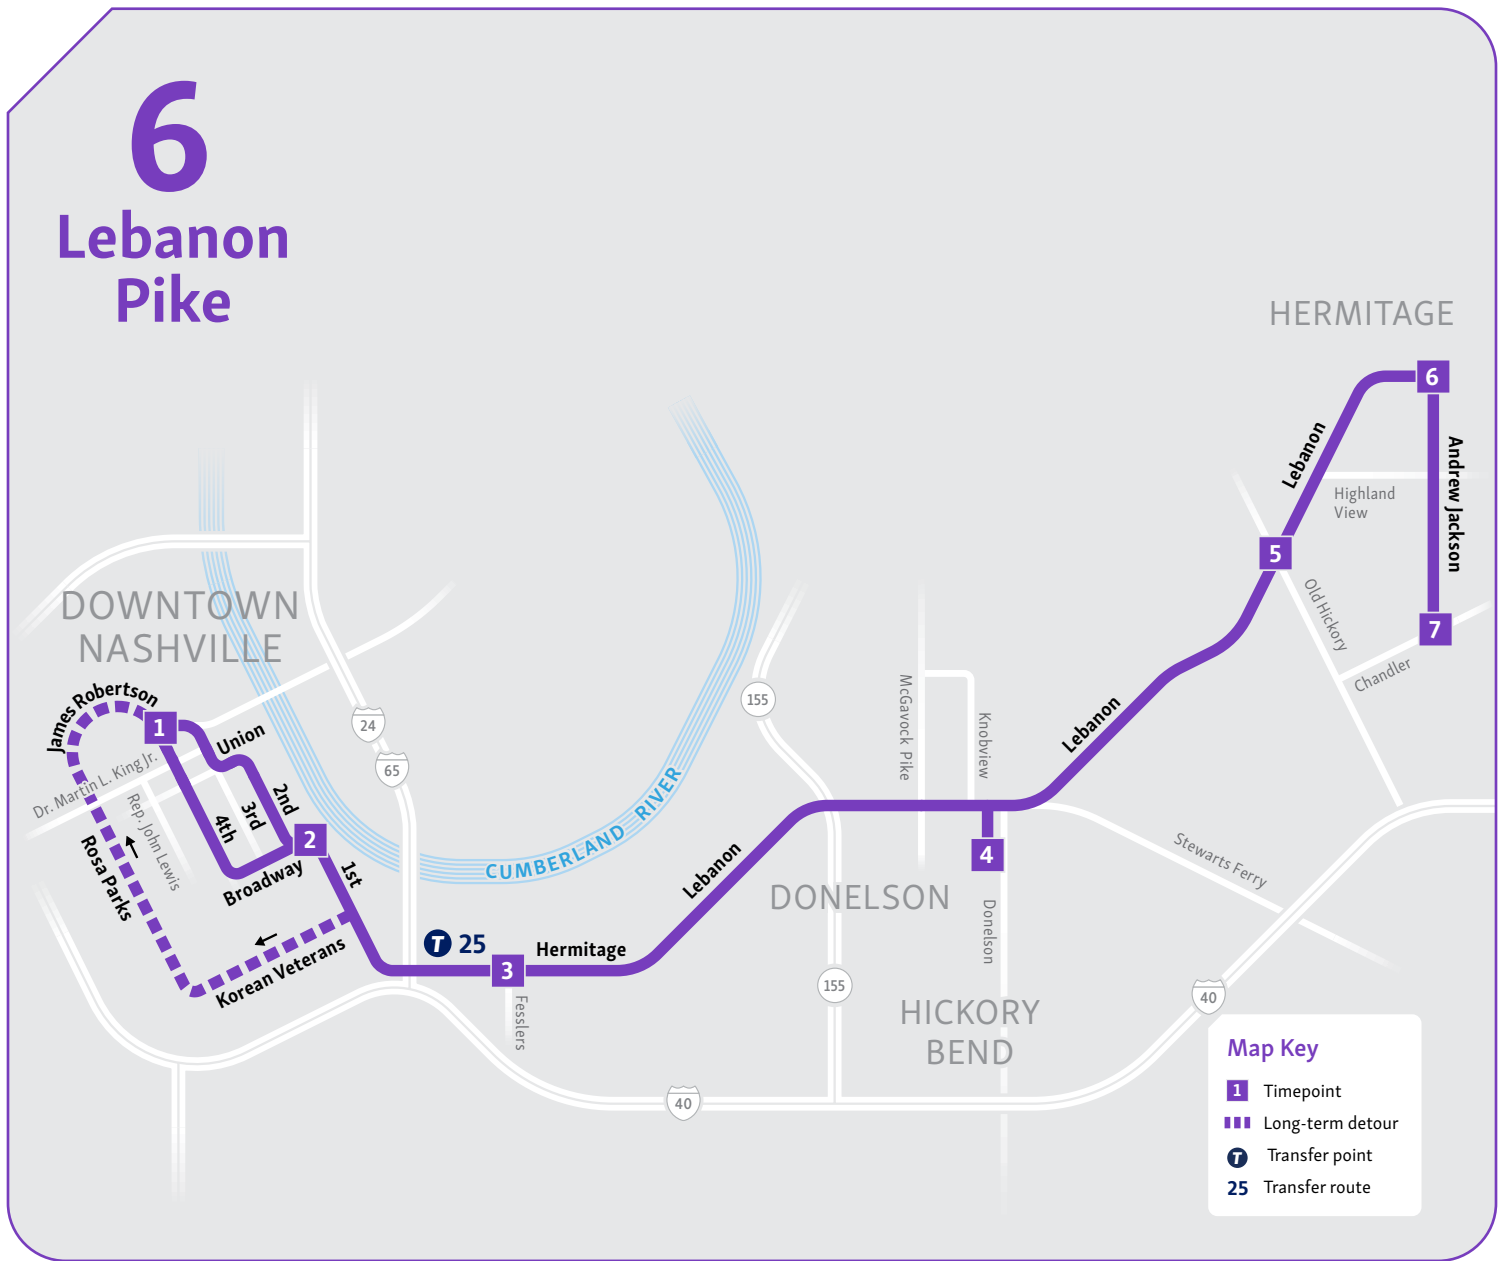 6
Lebanon
Pike
HERMITAGE
6
Lebanon
Andrew Jackson
Highland
View
5
Old Hickory
7
Chandler
DOWNTOWN
NASHVILLE
James Robertson
1
Union
Dr. Martin L. King Jr.
Rep. John Lewis
2nd
3rd
4th
2
Broadway
1st
Rosa Parks
Korean Veterans
24
65
CUMBERLAND RIVER
155
McGavock Pike
Knobview
Lebanon
4
Stewarts Ferry
Lebanon
DONELSON
Donelson
T 25
3
Hermitage
Fesslers
155
HICKORY
BEND
40
40
Map Key
1 Timepoint
Long-term detour
T Transfer point
25 Transfer route